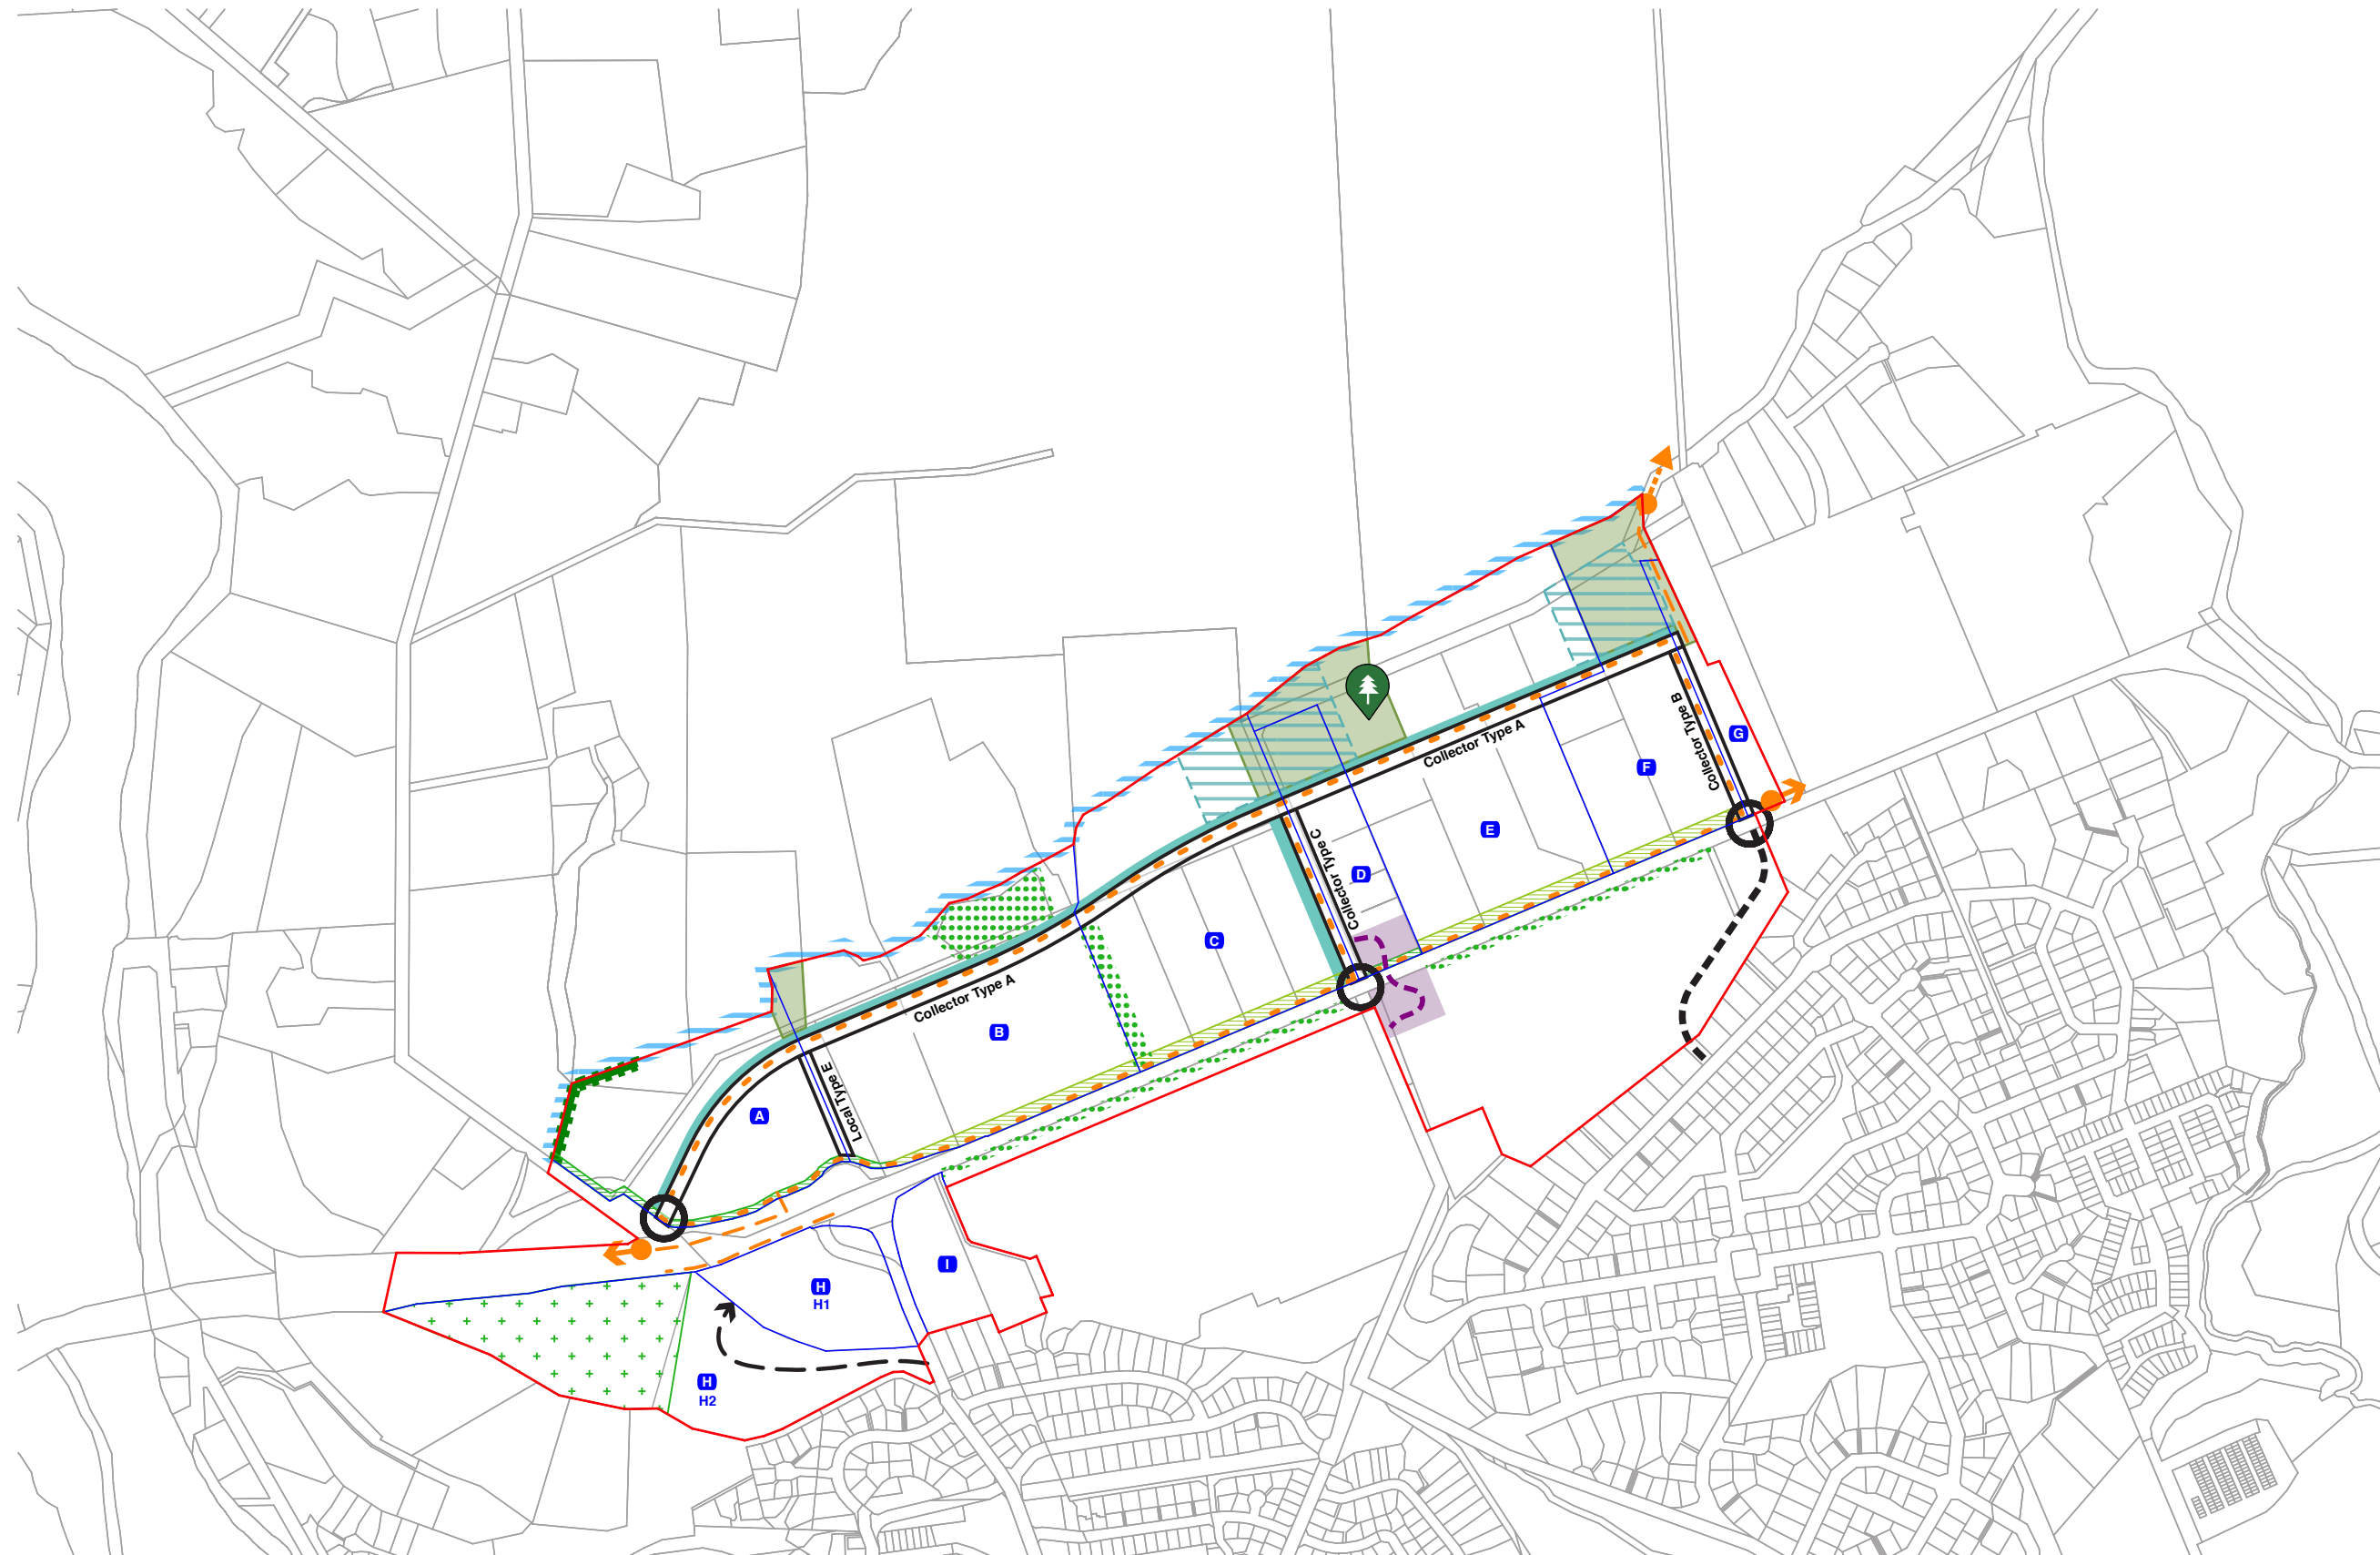 Collector Type B
G
Collector Type A
F
E
Collector Type C
D
C
Collector Type A
B
Local Type E
A
I
H
H1
H
H2